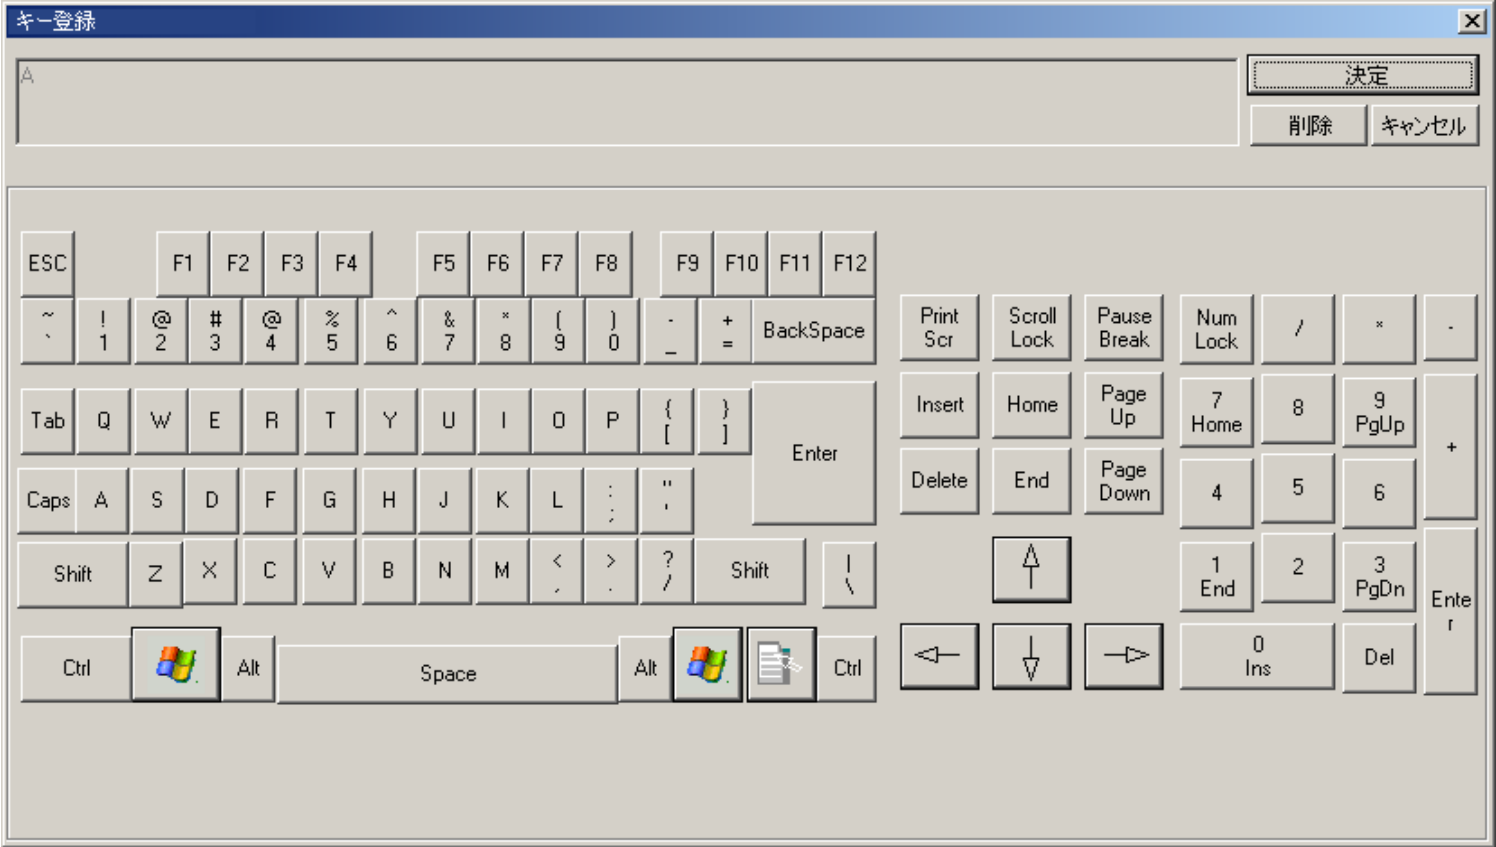 キー登録
A
決定
削除 キャンセル
ESC F1 F2 F3 F4 F5 F6 F7 F8 F9 F10 F11 F12
~ ! @ # @ % ^ & * ( ) - +
` 1 2 3 4 5 6 7 8 9 0 _ = BackSpace
Print Scroll Pause Num / * -
Scr Lock Break Lock
Tab Q W E R T Y U I O P { }
[ ]
Enter
Insert Home Page 7 8 9 +
Up Home PgUp
Caps A S D F G H J K L : "
; '
Delete End Page 4 5 6
Down
Shift Z X C V B N M < > ? Shift |
, . / \
1 2 3 Ente
End PgDn r
Ctrl Alt Space Alt Ctrl
0 Del
Ins